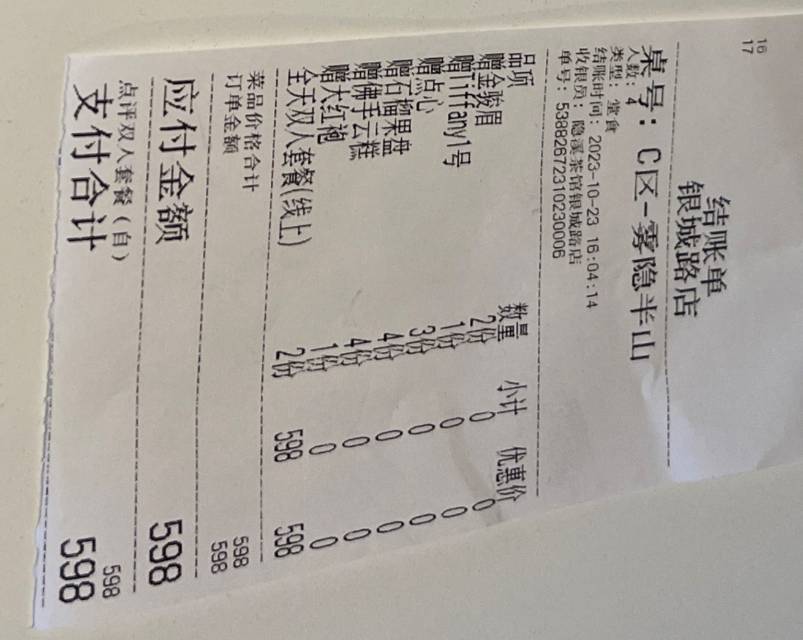 16
17
结账单
银城路店
桌号：C区-雾隐半山
人数：4
类型：堂食
结账时间：2023-10-23 16:04:14
收银员：隐溪茶馆银城路店
单号：53882672310230006
品项 数量 小计 优惠价
赠金骏眉 2份 0 0
赠Tiffany1号 1份 0 0
赠点心 3份 0 0
赠石榴果盘 4份 0 0
赠佛手云糕 4份 0 0
赠大红袍 1份 0 0
全天双人套餐(线上) 2份 598 598
菜品价格合计 598
订单金额 598
应付金额 598
点评双人套餐（自） 598
支付合计 598